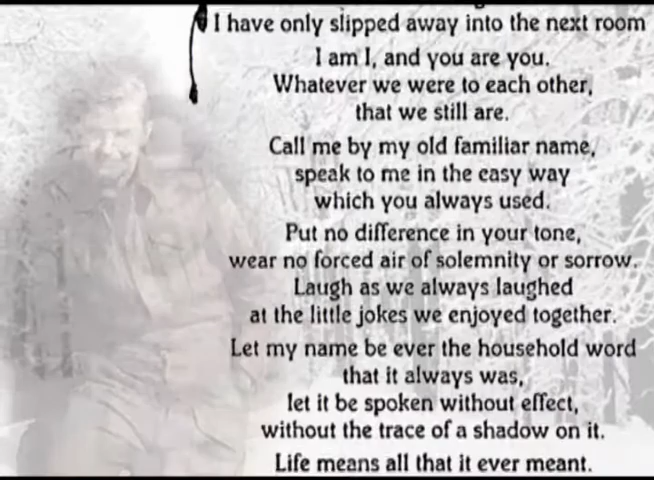 I have only slipped away into the next room
I am I, and you are you.
Whatever we were to each other,
that we still are.
Call me by my old familiar name,
speak to me in the easy way
which you always used.
Put no difference in your tone,
wear no forced air of solemnity or sorrow.
Laugh as we always laughed
at the little jokes we enjoyed together.
Let my name be ever the household word
that it always was,
let it be spoken without effect,
without the trace of a shadow on it.
Life means all that it ever meant.